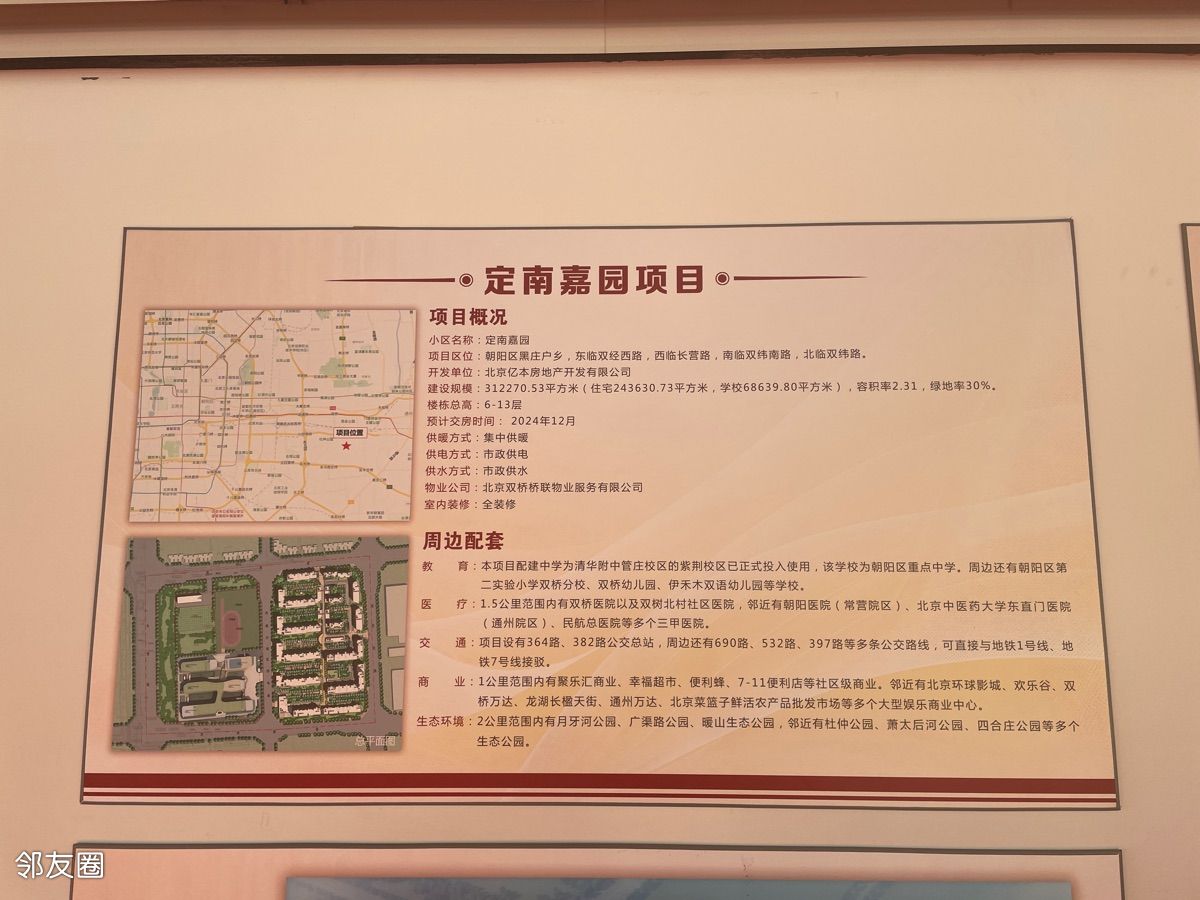 定南嘉园项目
项目概况
小区名称：定南嘉园
项目区位：朝阳区黑庄户乡，东临双经西路，西临长营路，南临双纬南路，北临双纬路。
开发单位：北京亿本房地产开发有限公司
建设规模：312270.53平方米（住宅243630.73平方米，学校68639.80平方米），容积率2.31，绿地率30%。
楼栋总高：6-13层
预计交房时间： 2024年12月
供暖方式：集中供暖
供电方式：市政供电
供水方式：市政供水
物业公司：北京双桥桥联物业服务有限公司
室内装修：全装修
项目位置
周边配套
教 育：本项目配建中学为清华附中管庄校区的紫荆校区已正式投入使用，该学校为朝阳区重点中学。周边还有朝阳区第
二实验小学双桥分校、双桥幼儿园、伊禾木双语幼儿园等学校。
医 疗：1.5公里范围内有双桥医院以及双树北村社区医院，邻近有朝阳医院（常营院区）、北京中医药大学东直门医院
（通州院区）、民航总医院等多个三甲医院。
交 通：项目设有364路、382路公交总站，周边还有690路、532路、397路等多条公交路线，可直接与地铁1号线、地
铁7号线接驳。
商 业：1公里范围内有聚乐汇商业、幸福超市、便利蜂、7-11便利店等社区级商业。邻近有北京环球影城、欢乐谷、双
桥万达、龙湖长楹天街、通州万达、北京菜篮子鲜活农产品批发市场等多个大型娱乐商业中心。
生态环境：2公里范围内有月牙河公园、广渠路公园、暖山生态公园，邻近有杜仲公园、萧太后河公园、四合庄公园等多个
生态公园。
总平面图
邻友圈